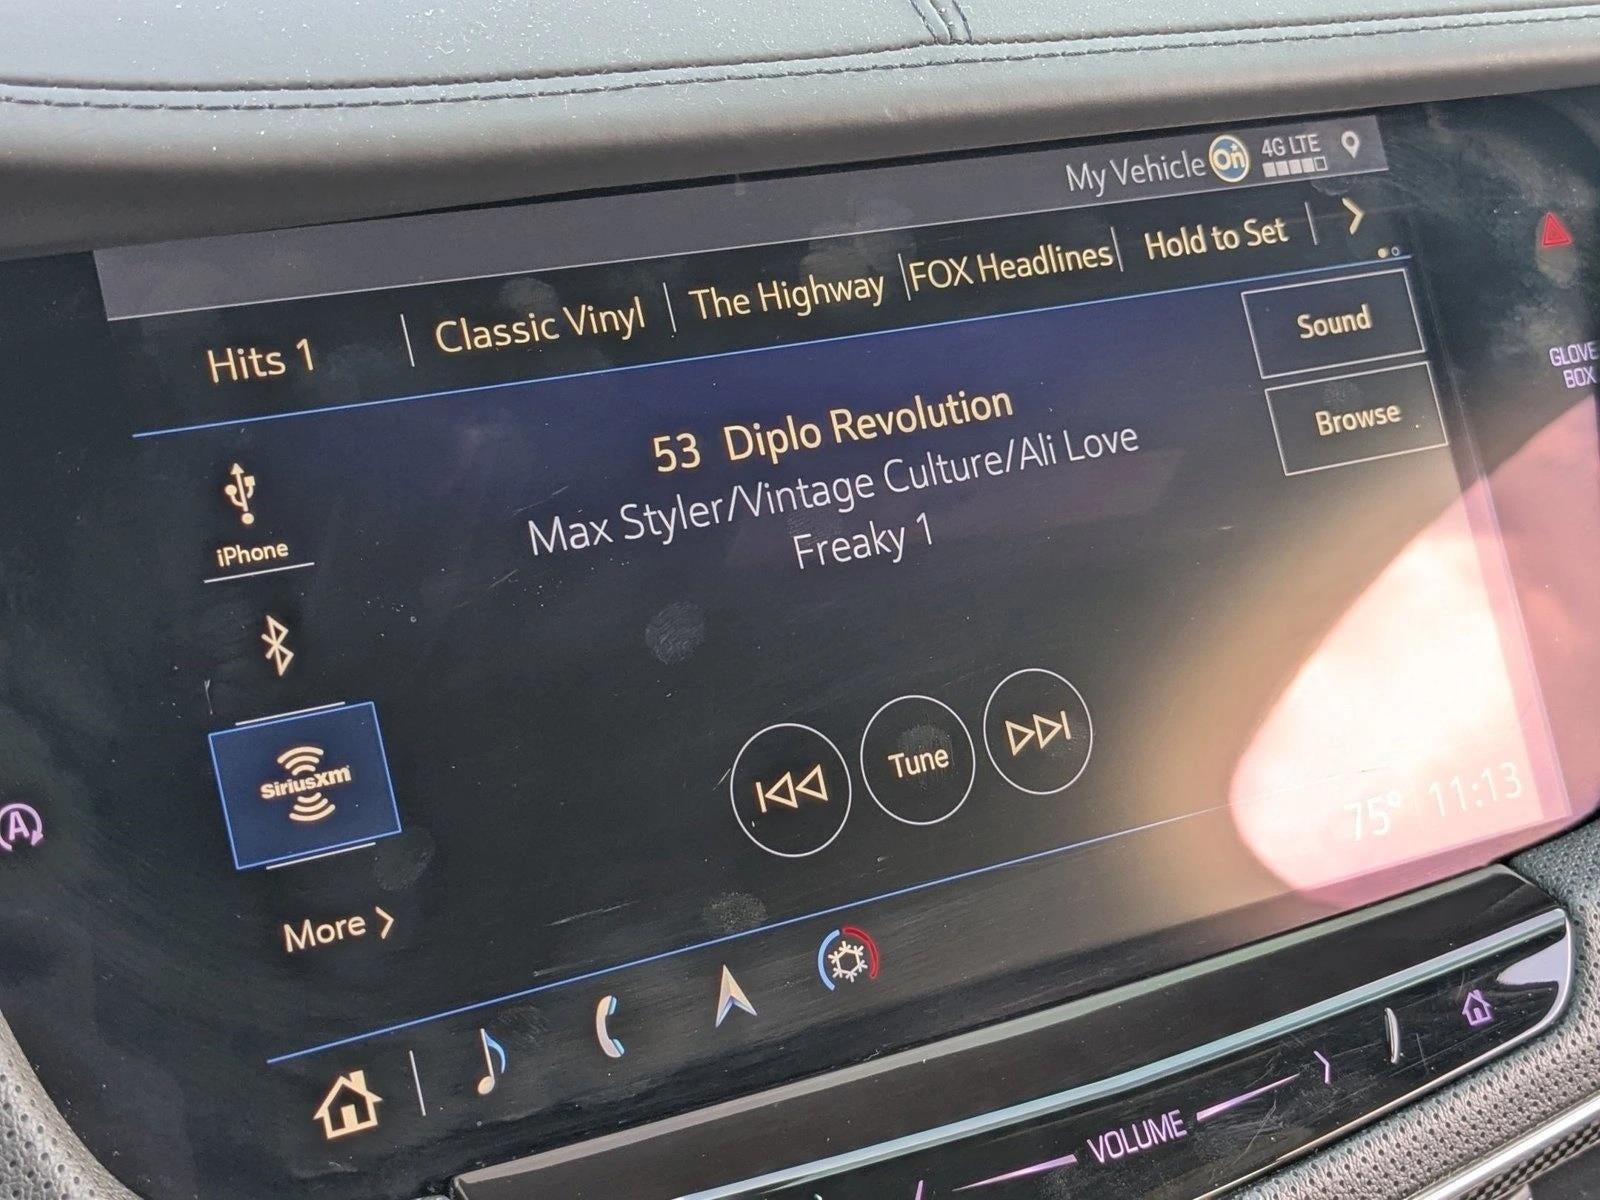 My Vehicle On 4G LTE
Hits 1 Classic Vinyl The Highway FOX Headlines Hold to Set
Sound
GLOVE
BOX
Browse
53 Diplo Revolution
Max Styler/Vintage Culture/Ali Love
Freaky 1
iPhone
SiriusXM
Tune
A
75° 11:13
More
VOLUME